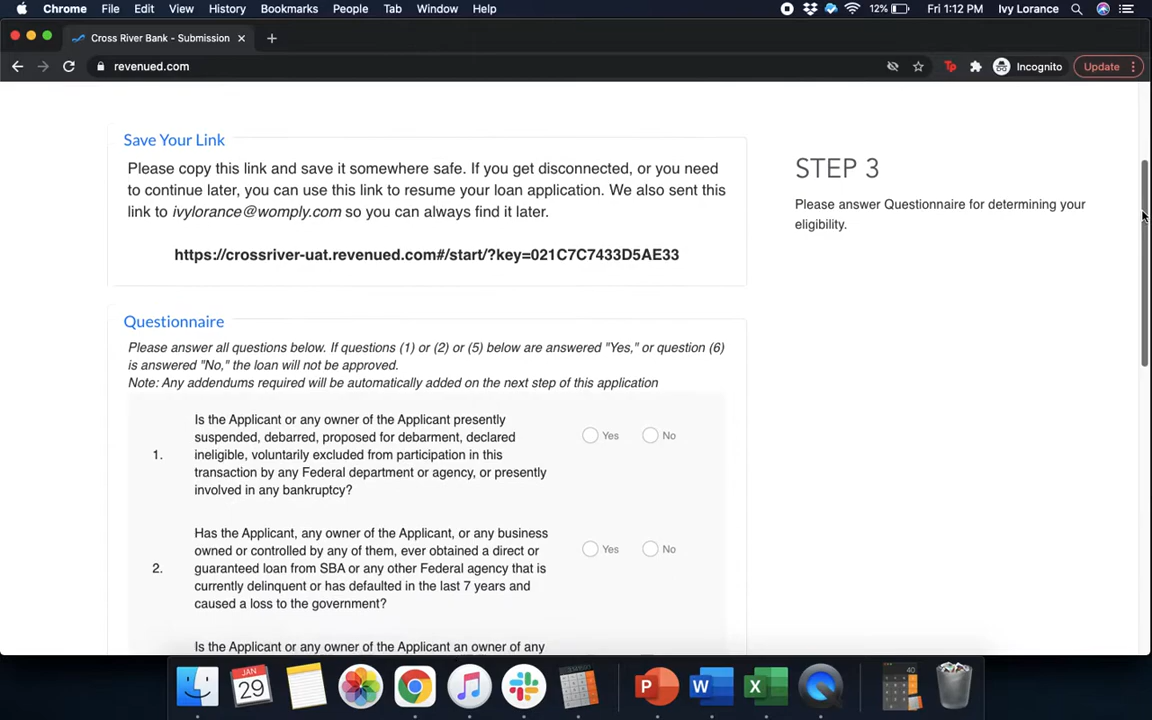 Chrome File Edit View History Bookmarks People Tab Window Help 12% Fri 1:12 PM Ivy Lorance
Cross River Bank - Submission
revenued.com Incognito Update
Save Your Link
Please copy this link and save it somewhere safe. If you get disconnected, or you need
to continue later, you can use this link to resume your loan application. We also sent this
link to ivylorance@womply.com so you can always find it later.
https://crossriver-uat.revenued.com#/start/?key=021C7C7433D5AE33
STEP 3
Please answer Questionnaire for determining your
eligibility.
Questionnaire
Please answer all questions below. If questions (1) or (2) or (5) below are answered "Yes," or question (6)
is answered "No," the loan will not be approved.
Note: Any addendums required will be automatically added on the next step of this application
1.
Is the Applicant or any owner of the Applicant presently
suspended, debarred, proposed for debarment, declared
ineligible, voluntarily excluded from participation in this
transaction by any Federal department or agency, or presently
involved in any bankruptcy?
Yes No
2.
Has the Applicant, any owner of the Applicant, or any business
owned or controlled by any of them, ever obtained a direct or
guaranteed loan from SBA or any other Federal agency that is
currently delinquent or has defaulted in the last 7 years and
caused a loss to the government?
Yes No
Is the Applicant or any owner of the Applicant an owner of any
JAN
29
P W X
40